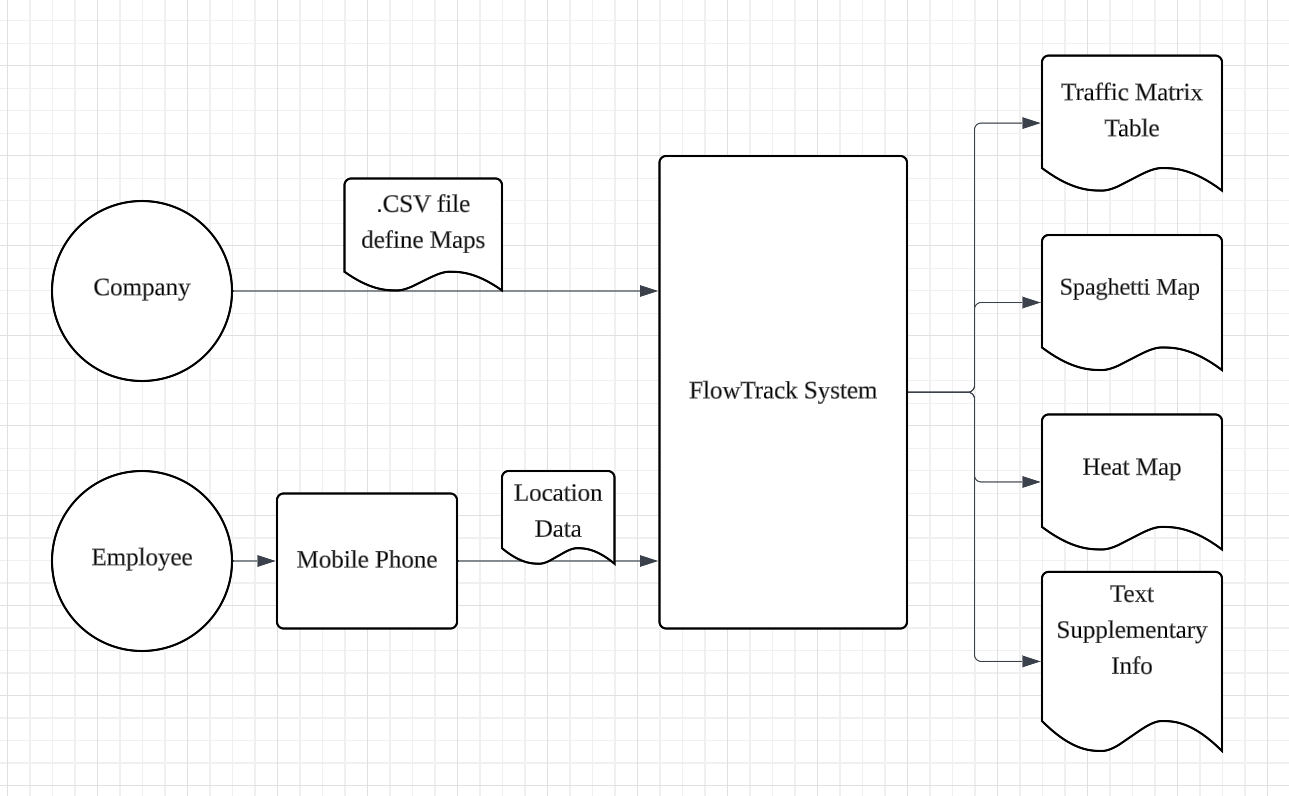 Company
.CSV file
define Maps
Employee
Mobile Phone
Location
Data
FlowTrack System
Traffic Matrix
Table
Spaghetti Map
Heat Map
Text
Supplementary
Info